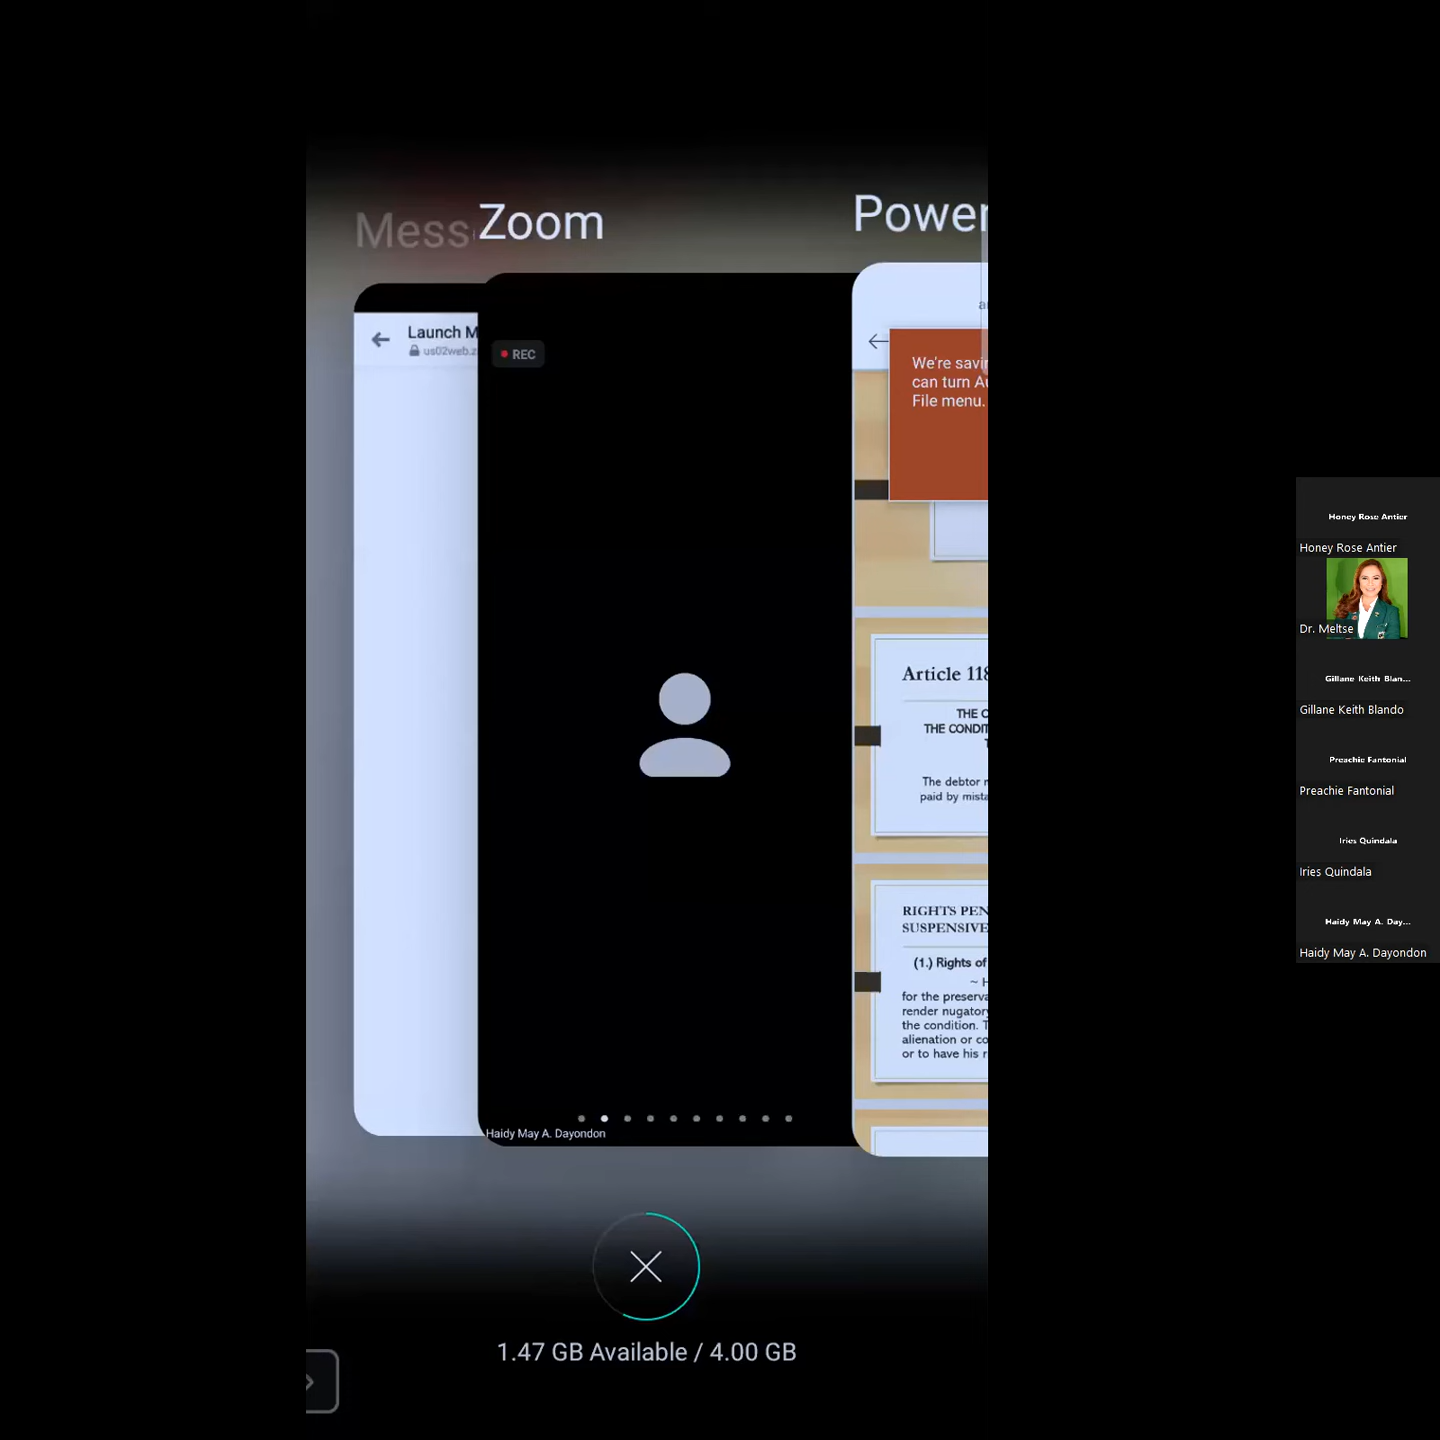 Mess
Zoom
Power
Launch M
us02web.z
REC
We're savi
can turn Au
File menu.
Article 118
THE C
THE CONDIT
T
The debtor m
paid by mista
RIGHTS PEN
SUSPENSIVE
(1.) Rights of
~ H
for the preserva
render nugatory
the condition. T
alienation or co
or to have his r
Haidy May A. Dayondon
1.47 GB Available / 4.00 GB
Honey Rose Antier
Honey Rose Antier
Dr. Meltse
Gillane Keith Blan...
Gillane Keith Blando
Preachie Fantonial
Preachie Fantonial
Iries Quindala
Iries Quindala
Haidy May A. Day...
Haidy May A. Dayondon